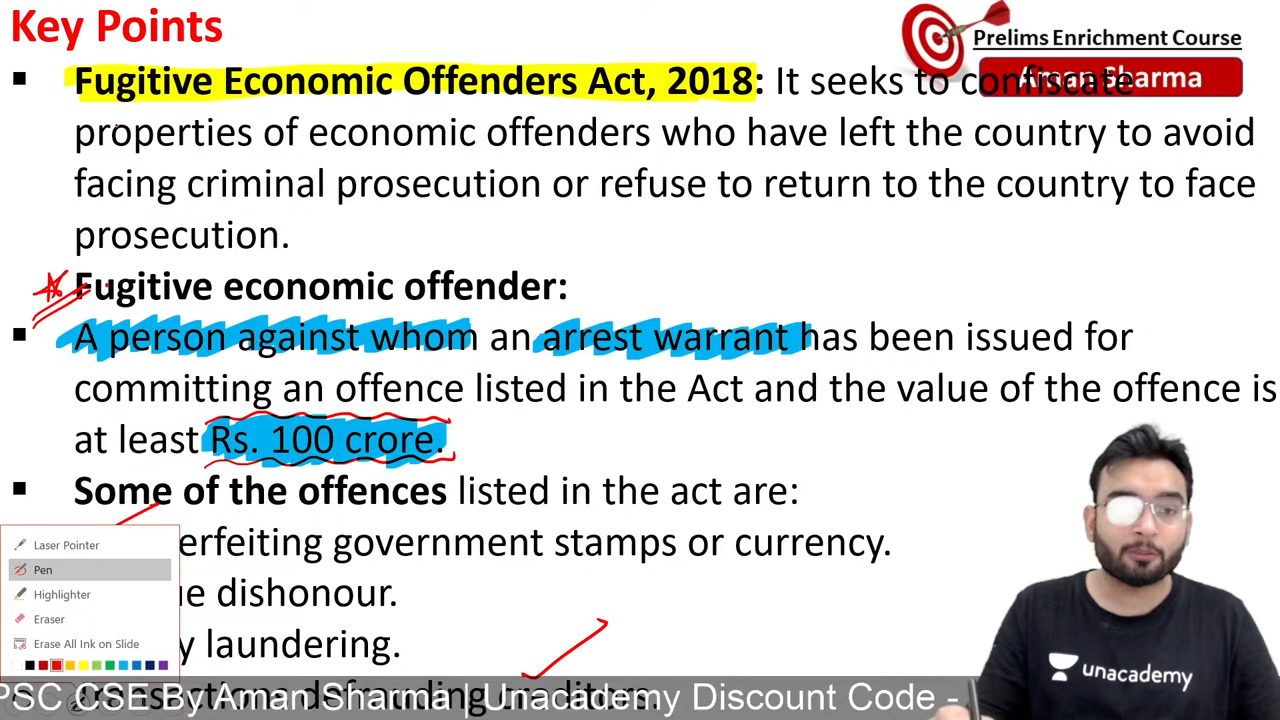 Key Points
Prelims Enrichment Course
Aman Sharma
Fugitive Economic Offenders Act, 2018: It seeks to confiscate
properties of economic offenders who have left the country to avoid
facing criminal prosecution or refuse to return to the country to face
prosecution.
Fugitive economic offender:
A person against whom an arrest warrant has been issued for
committing an offence listed in the Act and the value of the offence is
at least Rs. 100 crore.
Some of the offences listed in the act are:
erfeiting government stamps or currency.
ue dishonour.
y laundering.
Transactions defrauding creditors.
Laser Pointer
Pen
Highlighter
Eraser
Erase All Ink on Slide
unacademy
PSC CSE By Aman Sharma | Unacademy Discount Code -